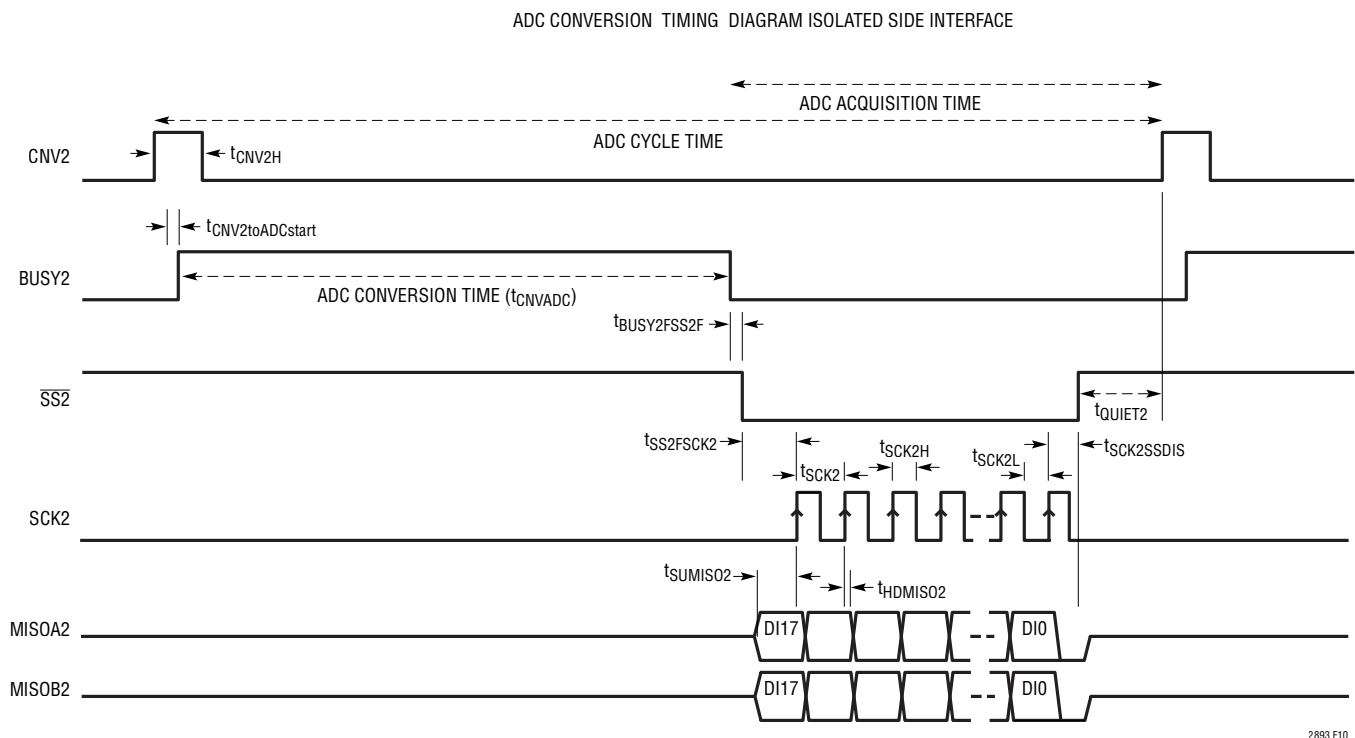 ADC CONVERSION TIMING DIAGRAM ISOLATED SIDE INTERFACE
ADC ACQUISITION TIME
ADC CYCLE TIME
CNV2
tCNV2H
tCNV2toADCstart
BUSY2
ADC CONVERSION TIME (tCNVADC)
tBUSY2FSS2F
SS2
tQUIET2
tSS2FSCK2
tSCK2H
tSCK2L
tSCK2SSDIS
tSCK2
SCK2
tSUMISO2
tHDMISO2
MISOA2
DI17
DI0
MISOB2
DI17
DI0
2893 F10